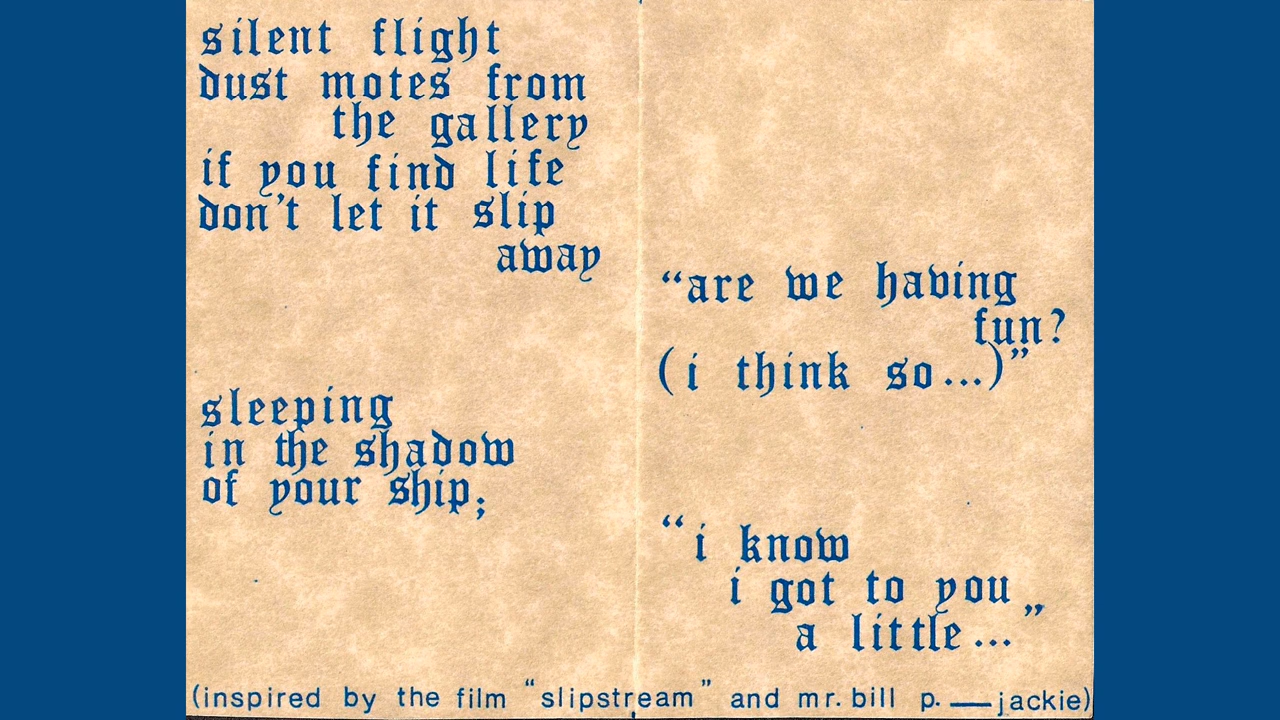 silent flight
dust motes from
the gallery
if you find life
don't let it slip
away
sleeping
in the shadow
of your ship;
"are we having
fun?
(i think so...)"
"i know
i got to you
a little..."
(inspired by the film "slipstream" and mr. bill p. — jackie)